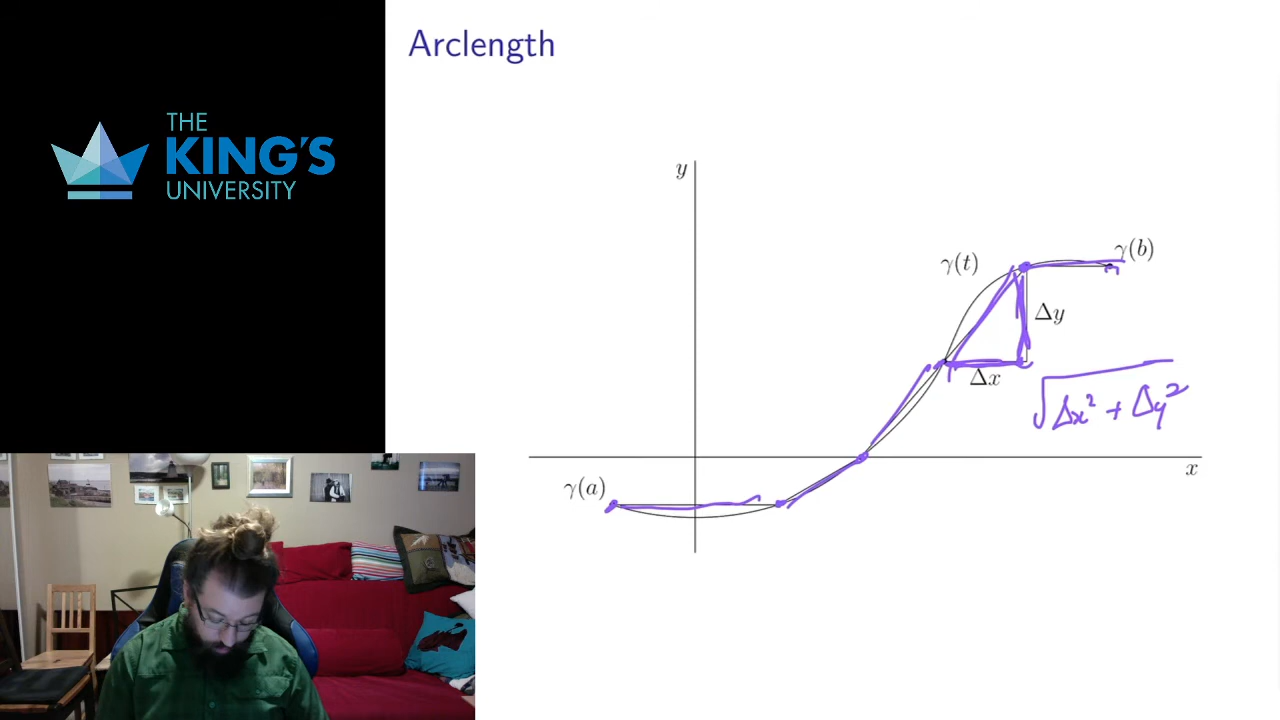 THE
KING'S
UNIVERSITY
Arclength
y
γ(t)
γ(b)
Δy
Δx
√Δx² + Δy²
x
γ(a)